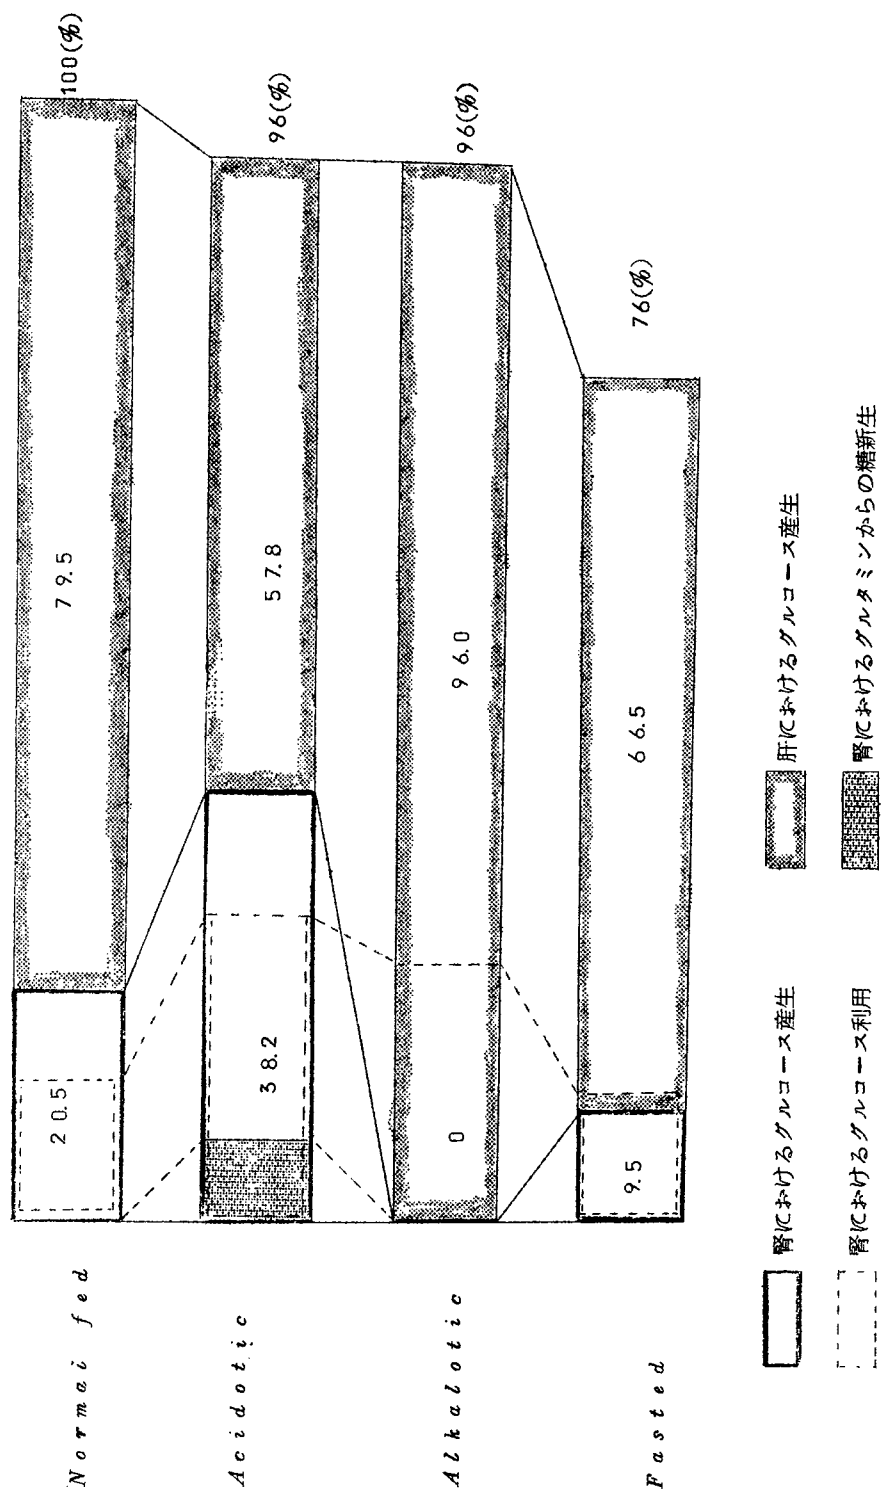 Normai fed
20.5
79.5
100(%)
Acidotic
38.2
57.8
96(%)
Alkalotic
0
96.0
96(%)
Fasted
9.5
66.5
76(%)
腎におけるグルコース産生
肝におけるグルコース産生
腎におけるグルコース利用
腎におけるグルタミンからの糖新生